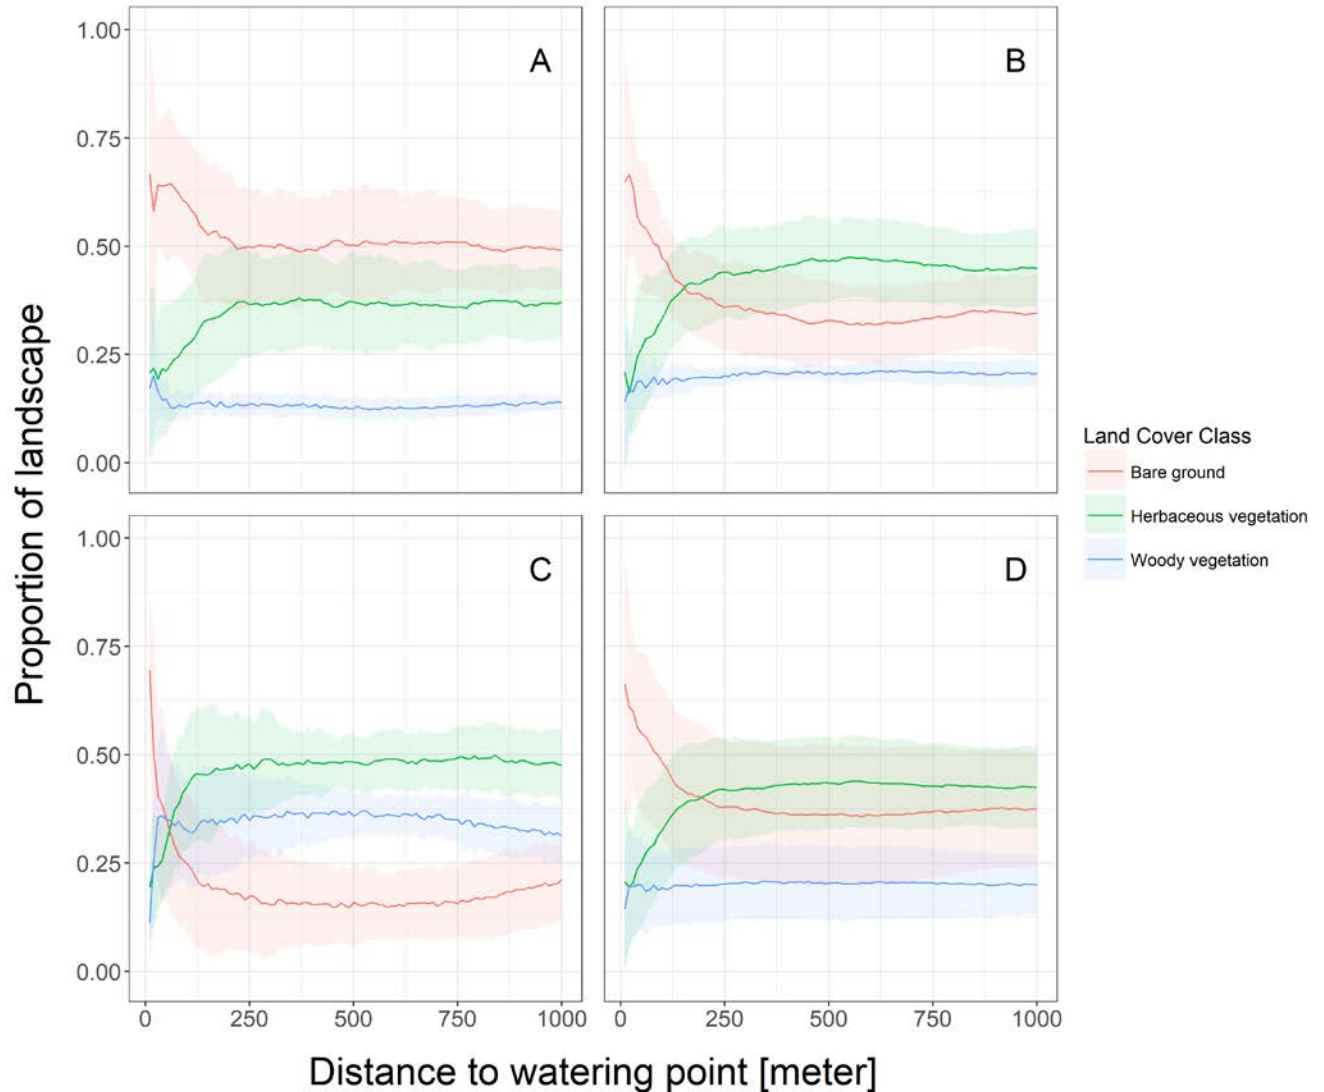 1.00
0.75
0.50
0.25
0.00
A
B
1.00
0.75
0.50
0.25
0.00
C
D
0 250 500 750 1000
0 250 500 750 1000
Proportion of landscape
Distance to watering point [meter]
Land Cover Class
Bare ground
Herbaceous vegetation
Woody vegetation